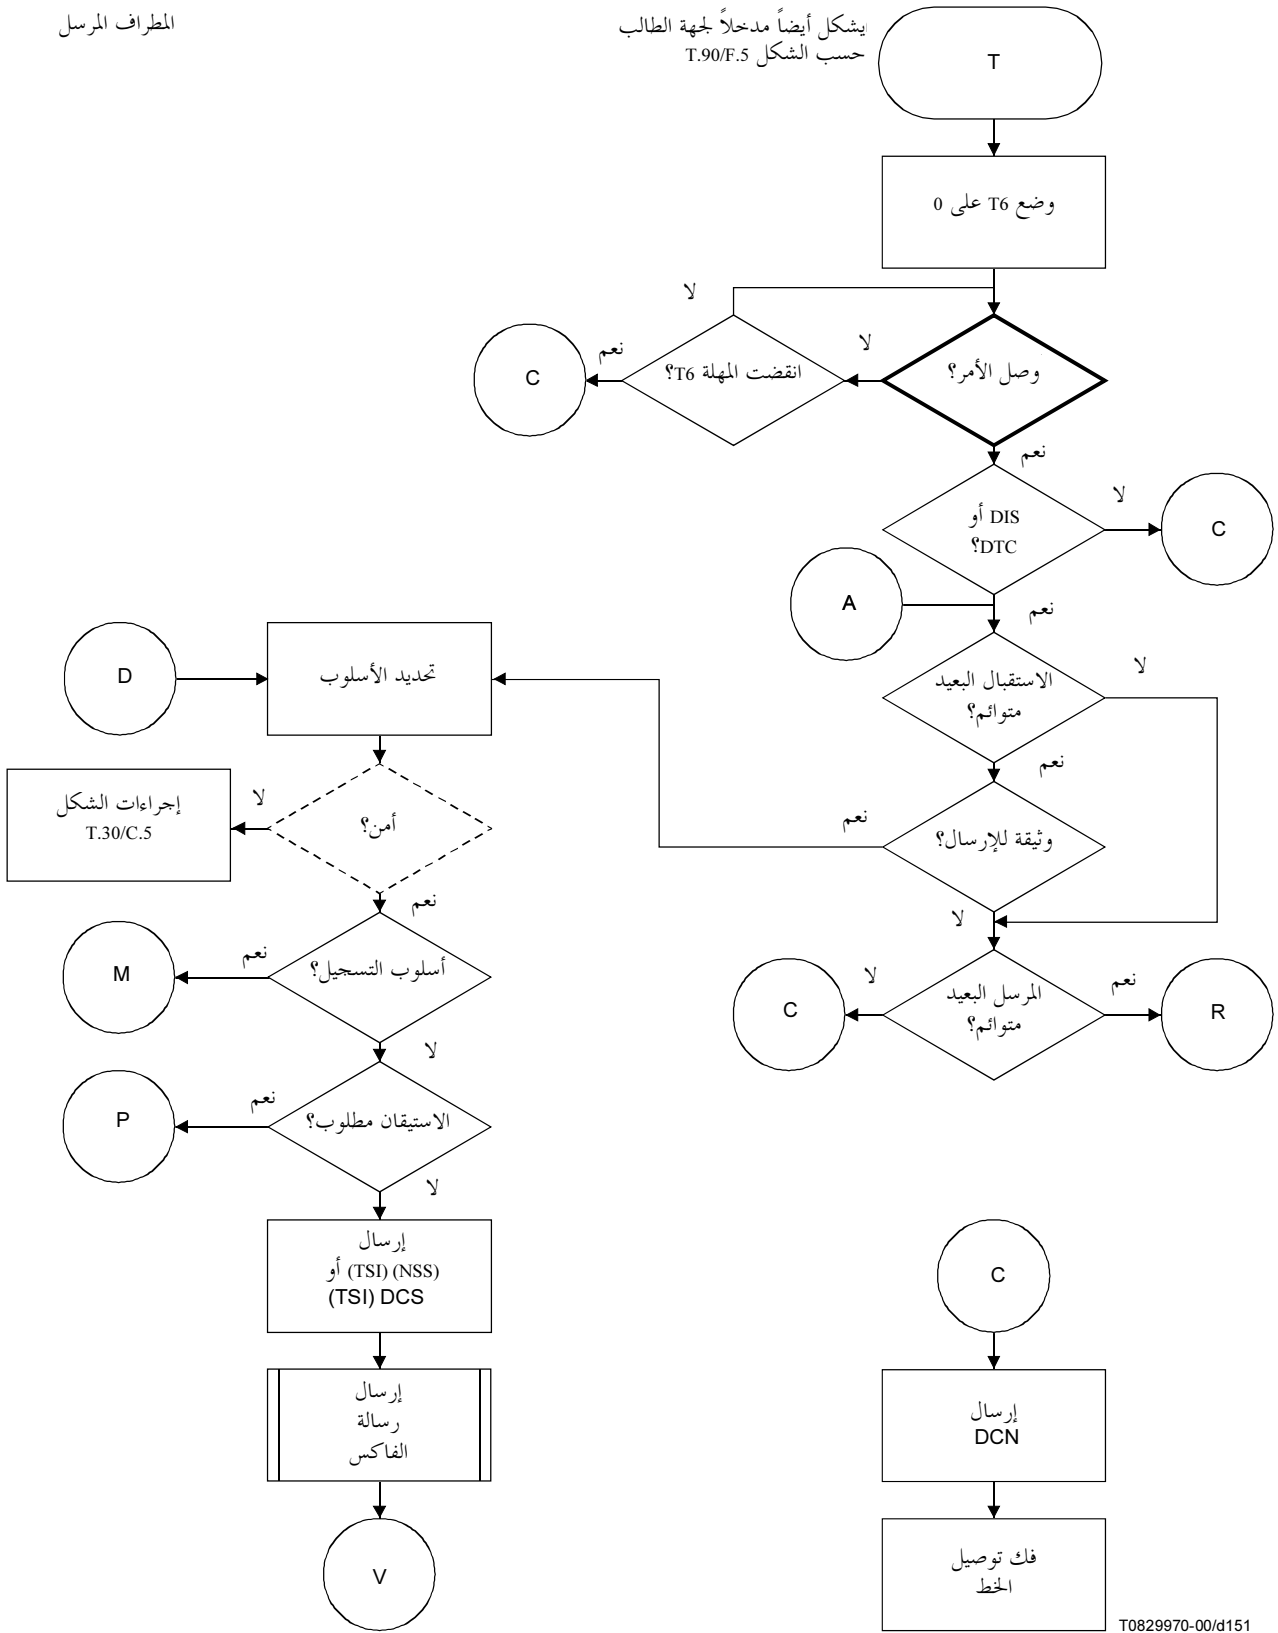 المطراف المرسل
يشكل أيضاً مدخلاً لجهة الطالب
حسب الشكل T.90/F.5
T
وضع T6 على 0
لا
وصل الأمر؟
لا
انقضت المهلة T6؟
نعم
C
نعم
DIS أو
DTC؟
لا
C
A
نعم
الاستقبال البعيد
متوائم؟
لا
نعم
وثيقة للإرسال؟
نعم
لا
المرسل البعيد
متوائم؟
نعم
R
لا
C
D
تحديد الأسلوب
أمن؟
لا
إجراءات الشكل
T.30/C.5
نعم
أسلوب التسجيل؟
نعم
M
لا
الاستيقان مطلوب؟
نعم
P
لا
إرسال
(NSS) (TSI) أو
(TSI) DCS
إرسال
رسالة
الفاكس
V
C
إرسال
DCN
فك توصيل
الخط
T0829970-00/d151